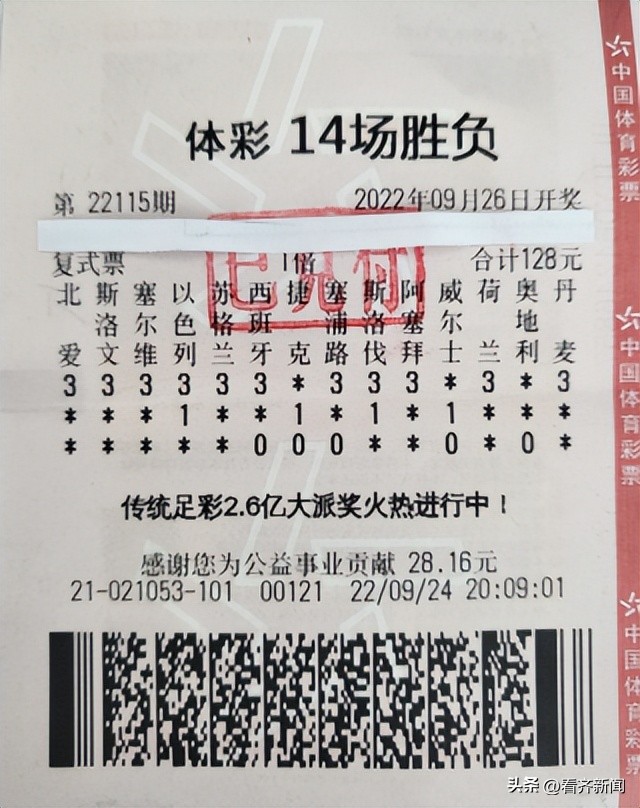 体彩 14场胜负
第 22115期 2022年09月26日开奖
复式票 1倍 合计128元
已兑奖
北 斯 塞 以 苏 西 捷 塞 斯 阿 威 荷 奥 丹
洛 尔 色 格 班 浦 洛 塞 尔 地
爱 文 维 列 兰 牙 克 路 伐 拜 士 兰 利 麦
3 3 3 3 3 3 * 3 3 3 * 3 * 3
* * * 1 * * 1 * 1 * 1 * * *
* * * * * 0 0 0 * * 0 * 0 *
传统足彩2.6亿大派奖火热进行中！
感谢您为公益事业贡献 28.16元
21-021053-101 00121 22/09/24 20:09:01
中国体育彩票
中国体育彩票
中国体育彩票
头条 @看齐新闻